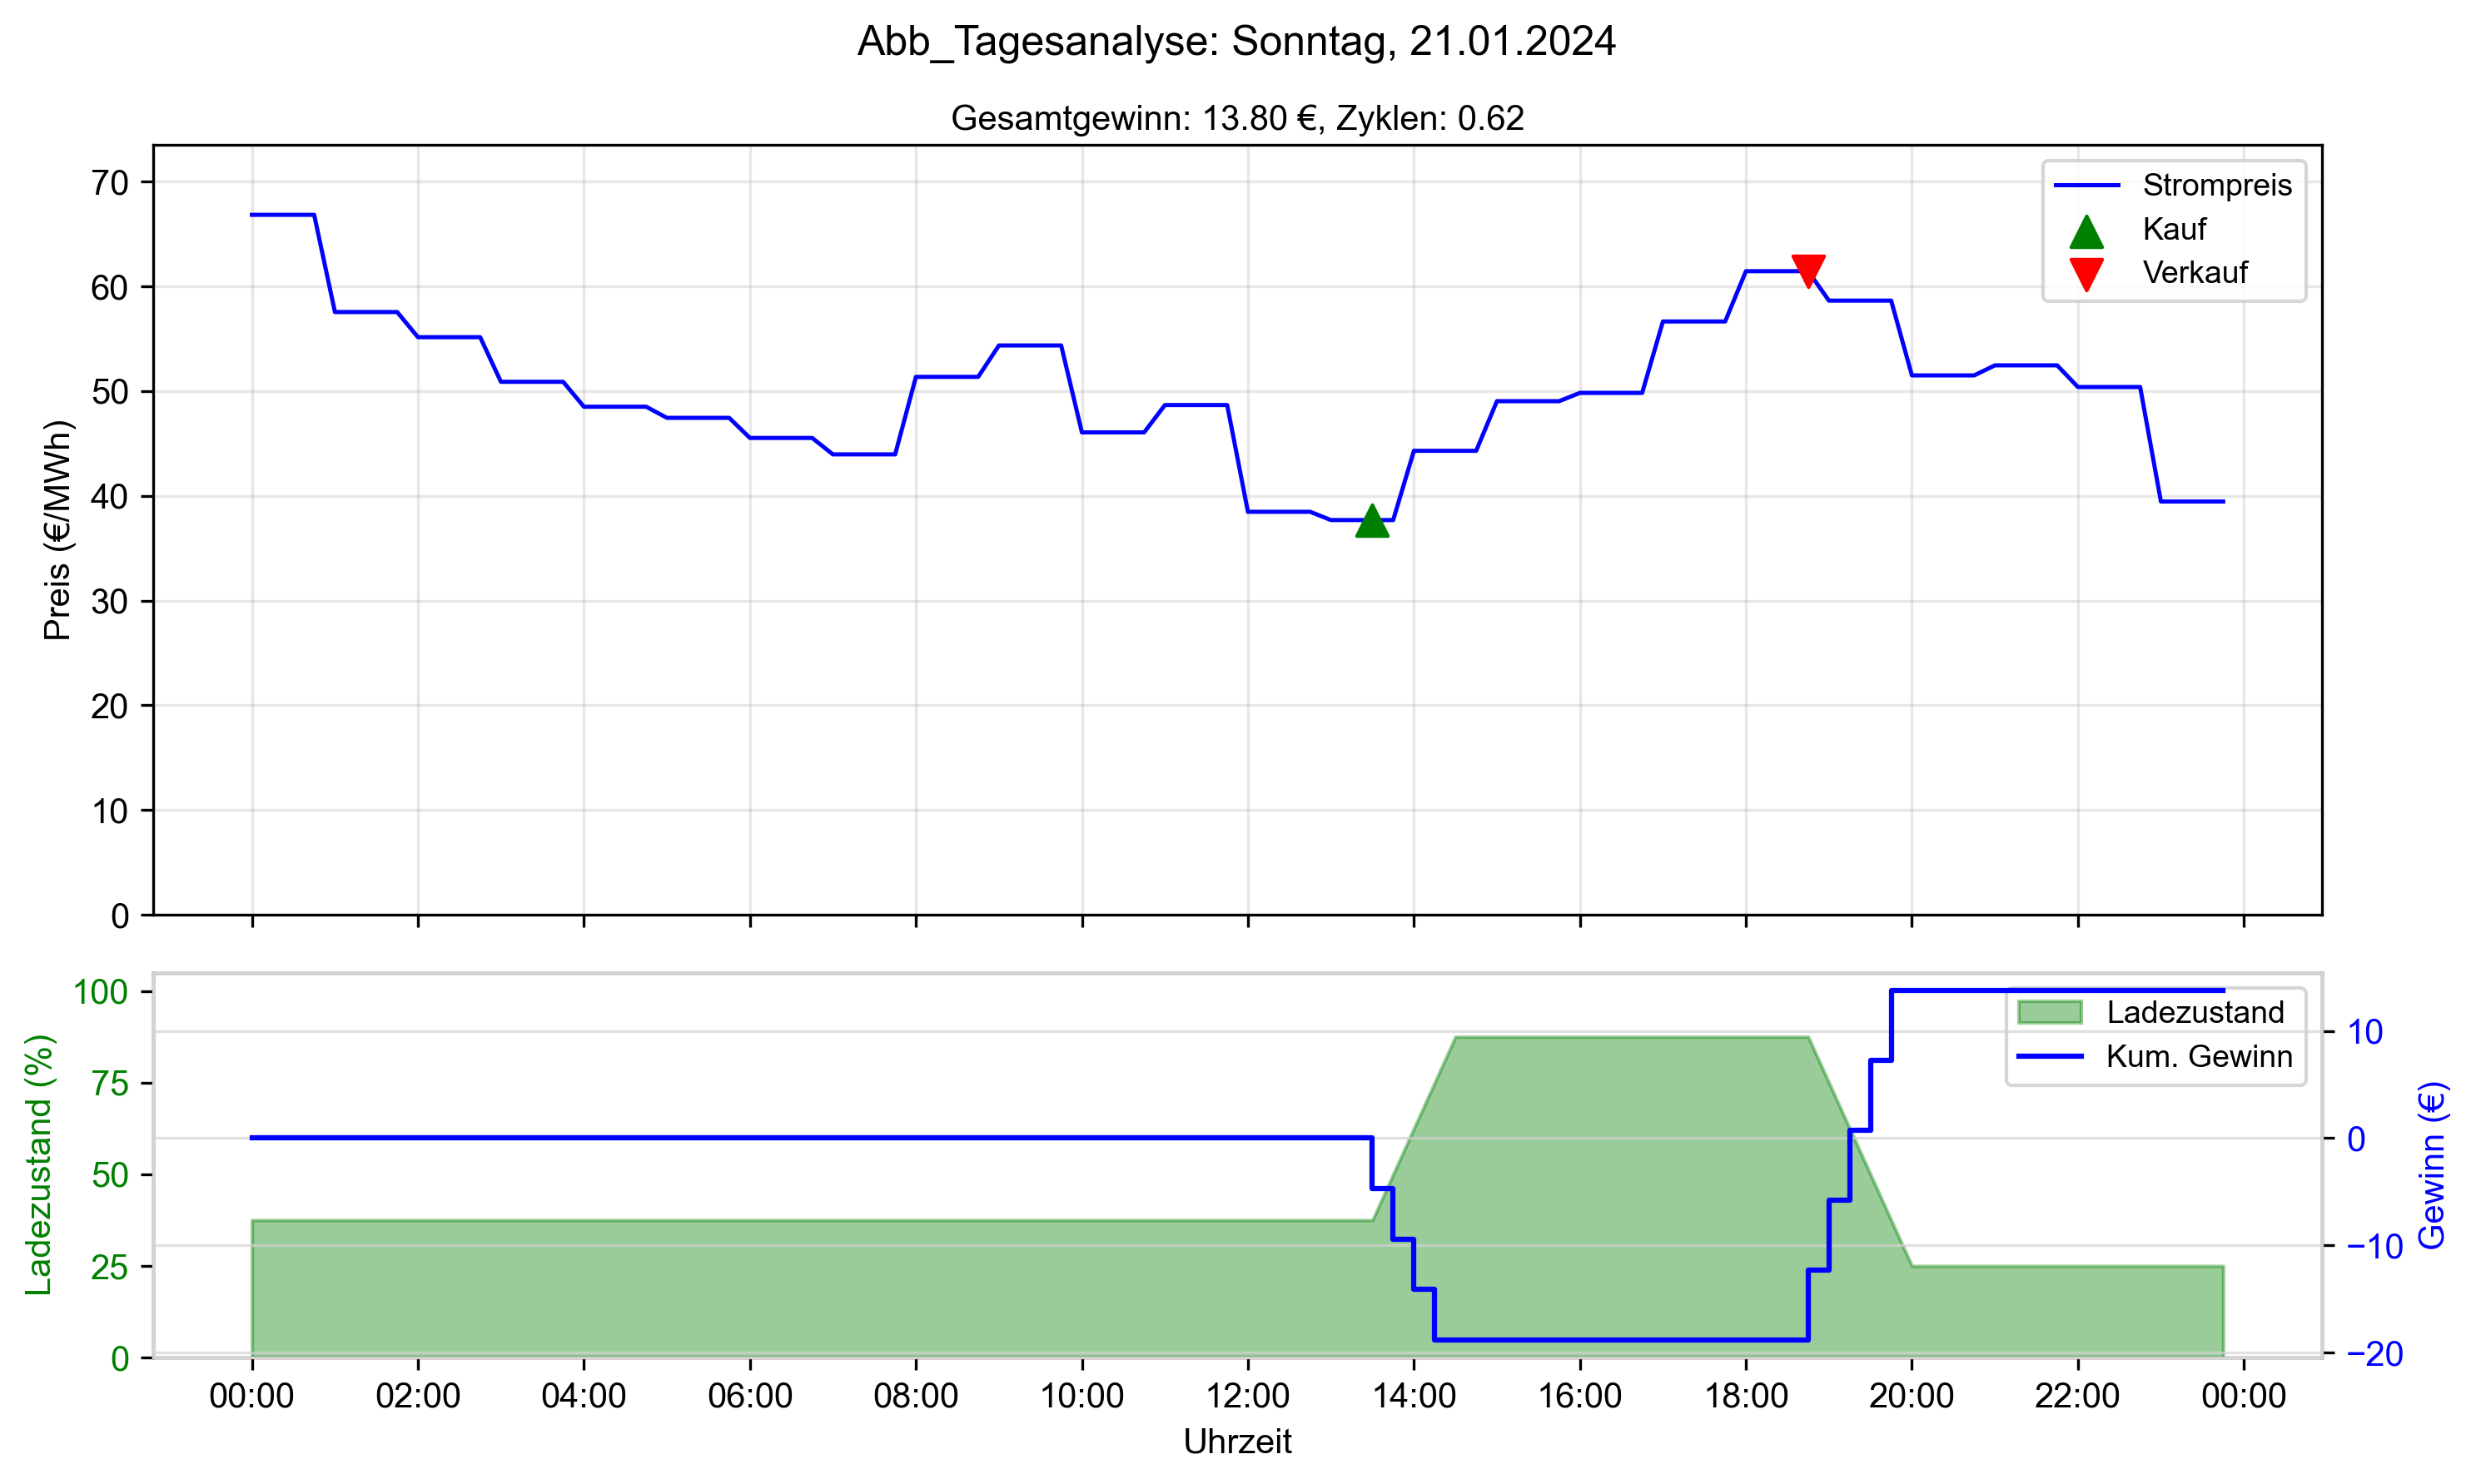 Abb_Tagesanalyse: Sonntag, 21.01.2024
Gesamtgewinn: 13.80 €, Zyklen: 0.62
Preis (€/MWh)
70
60
50
40
30
20
10
0
Strompreis
Kauf
Verkauf
Ladezustand (%)
100
75
50
25
0
Ladezustand
Kum. Gewinn
10
0
−10
−20
Gewinn (€)
00:00 02:00 04:00 06:00 08:00 10:00 12:00 14:00 16:00 18:00 20:00 22:00 00:00
Uhrzeit